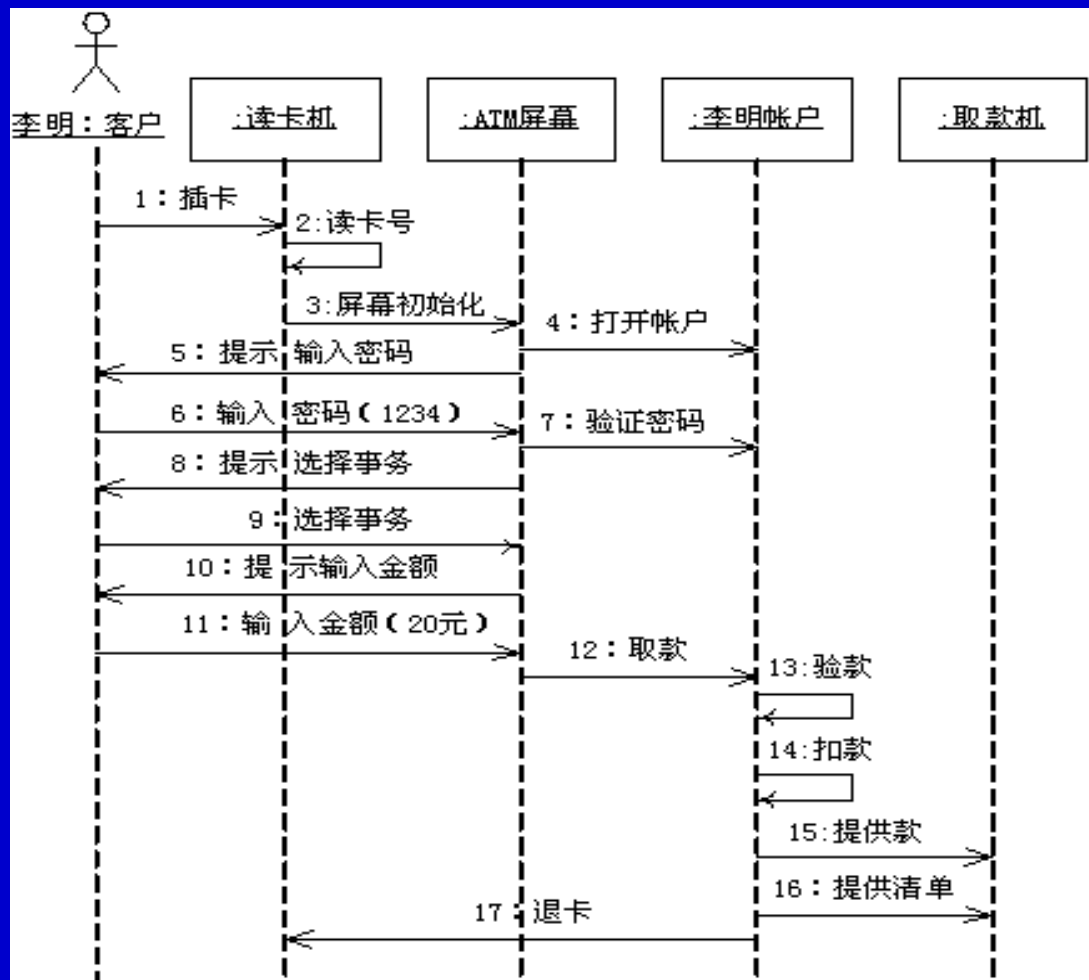 李明：客户
:读卡机
:ATM屏幕
:李明帐户
:取款机
1：插卡
2:读卡号
3:屏幕初始化
4：打开帐户
5：提示 输入密码
6：输入 密码（1234）
7：验证密码
8：提示 选择事务
9：选择事务
10：提 示输入金额
11：输 入金额（20元）
12：取款
13:验款
14:扣款
15:提供款
16：提供清单
17：退卡